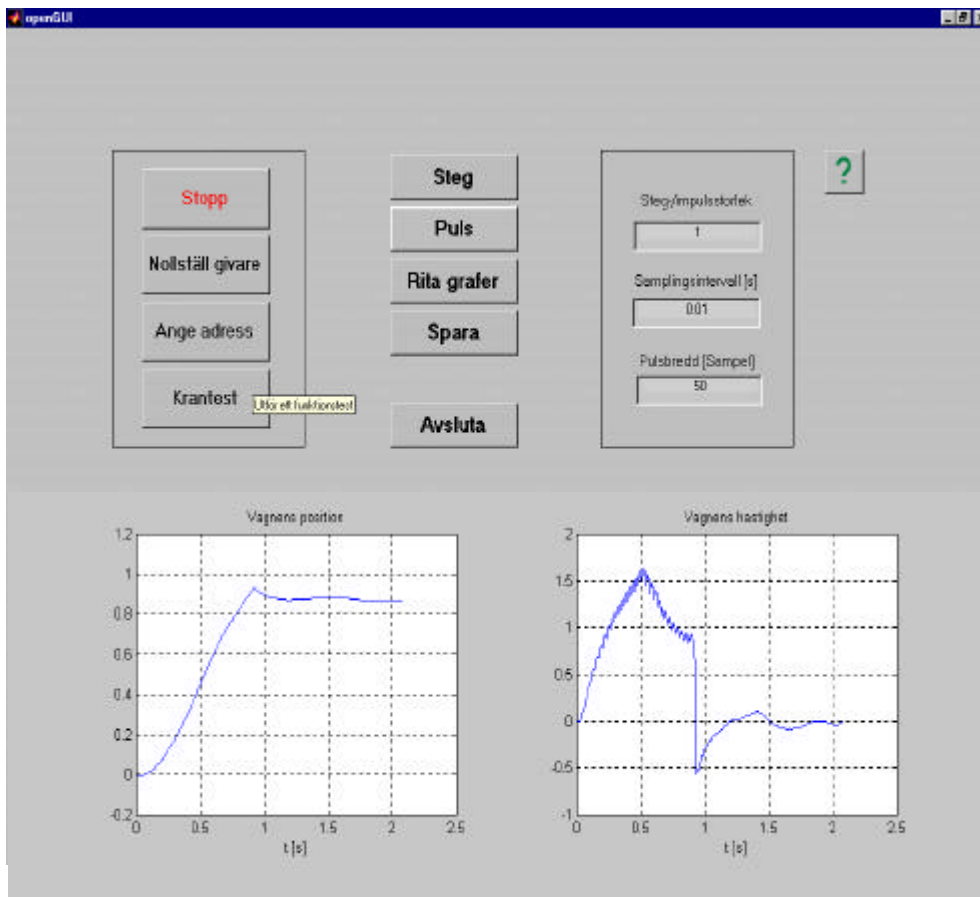 openGUI
Stopp
Nollställ givare
Ange adress
Krantest
Utför ett funktionstest
Steg
Puls
Rita grafer
Spara
Avsluta
Steg-/impulsstorlek
1
Samplingsintervall [s]
0.01
Pulsbredd [Sampel]
50
?
Vagnens position
1.2
1
0.8
0.6
0.4
0.2
0
-0.2
0 0.5 1 1.5 2 2.5
t [s]
Vagnens hastighet
2
1.5
1
0.5
0
-0.5
-1
0 0.5 1 1.5 2 2.5
t [s]